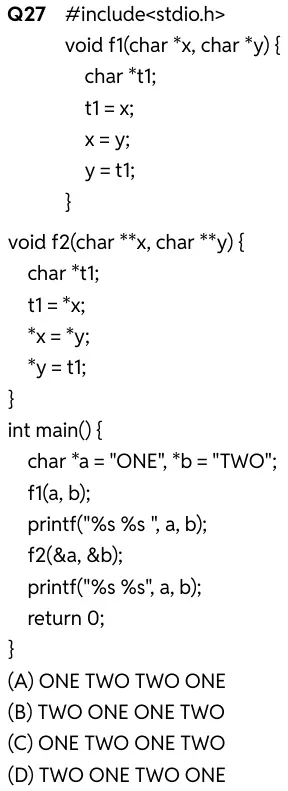 Q27 #include<stdio.h>
void f1(char *x, char *y) {
char *t1;
t1 = x;
x = y;
y = t1;
}
void f2(char **x, char **y) {
char *t1;
t1 = *x;
*x = *y;
*y = t1;
}
int main() {
char *a = "ONE", *b = "TWO";
f1(a, b);
printf("%s %s ", a, b);
f2(&a, &b);
printf("%s %s", a, b);
return 0;
}
(A) ONE TWO TWO ONE
(B) TWO ONE ONE TWO
(C) ONE TWO ONE TWO
(D) TWO ONE TWO ONE